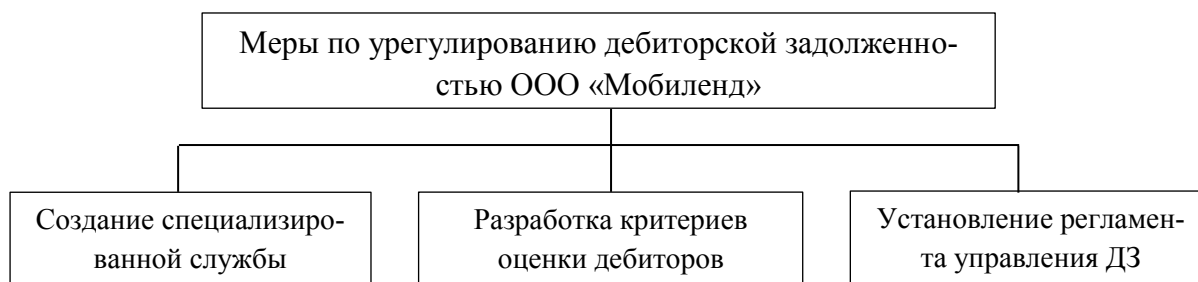 Меры по урегулированию дебиторской задолженно-
стью ООО «Мобиленд»
Создание специализиро-
ванной службы
Разработка критериев
оценки дебиторов
Установление регламен-
та управления ДЗ